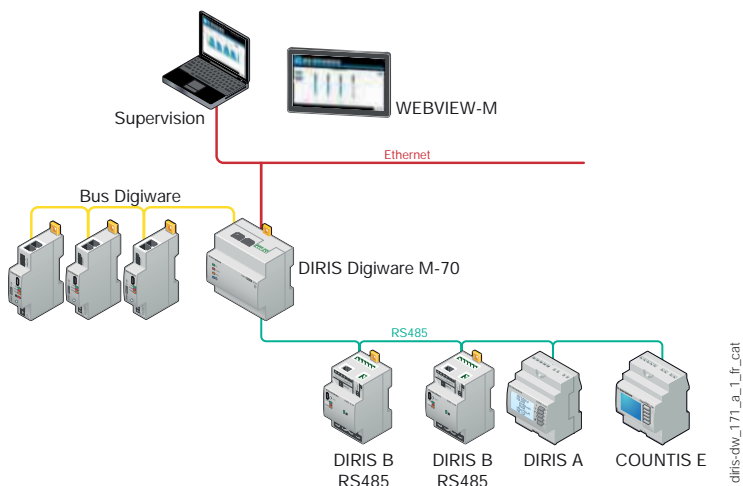 Supervision
WEBVIEW-M
Ethernet
Bus Digiware
DIRIS Digiware M-70
RS485
DIRIS B
RS485
DIRIS B
RS485
DIRIS A
COUNTIS E
diris-dw_171_a_1_fr_cat